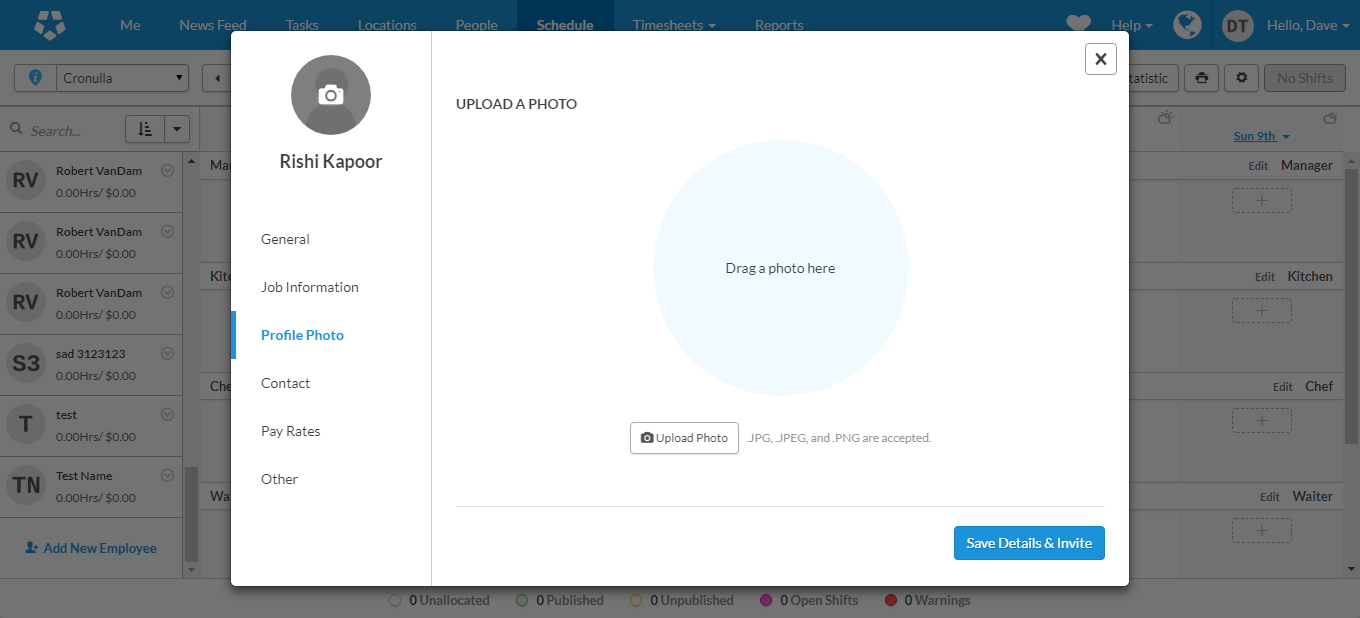 Me News Feed Tasks Locations People Schedule Timesheets Reports Help DT Hello, Dave
Cronulla tatistic No Shifts
Search...
Sun 9th
Robert VanDam
RV
0.00Hrs/ $0.00
Robert VanDam
RV
0.00Hrs/ $0.00
Robert VanDam
RV
0.00Hrs/ $0.00
sad 3123123
S3
0.00Hrs/ $0.00
test
T
0.00Hrs/ $0.00
Test Name
TN
0.00Hrs/ $0.00
Add New Employee
Ma
Kitc
Che
Wa
Rishi Kapoor
General
Job Information
Profile Photo
Contact
Pay Rates
Other
X
UPLOAD A PHOTO
Drag a photo here
Upload Photo .JPG, .JPEG, and .PNG are accepted.
Save Details & Invite
Edit Manager
+
Edit Kitchen
+
Edit Chef
+
Edit Waiter
+
0 Unallocated 0 Published 0 Unpublished 0 Open Shifts 0 Warnings